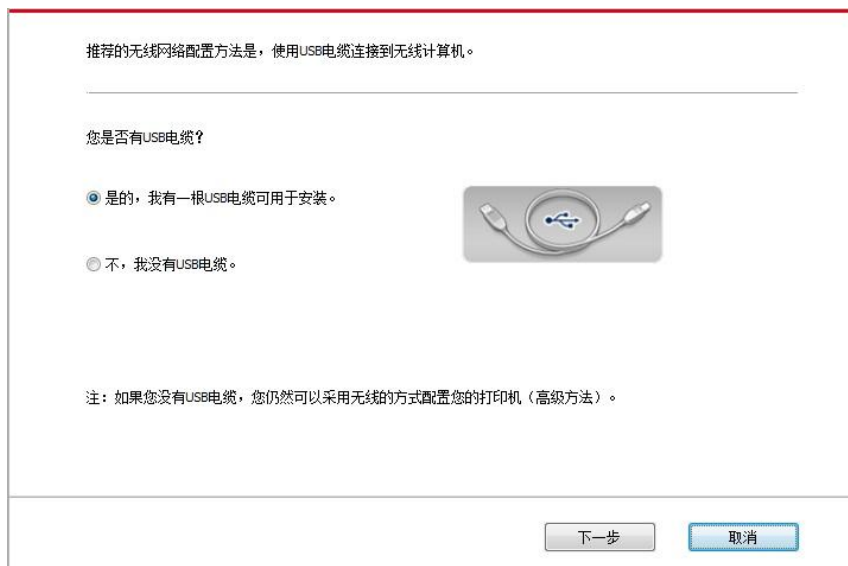 推荐的无线网络配置方法是，使用USB电缆连接到无线计算机。
您是否有USB电缆？
是的，我有一根USB电缆可用于安装。
不，我没有USB电缆。
注：如果您没有USB电缆，您仍然可以采用无线的方式配置您的打印机（高级方法）。
下一步
取消